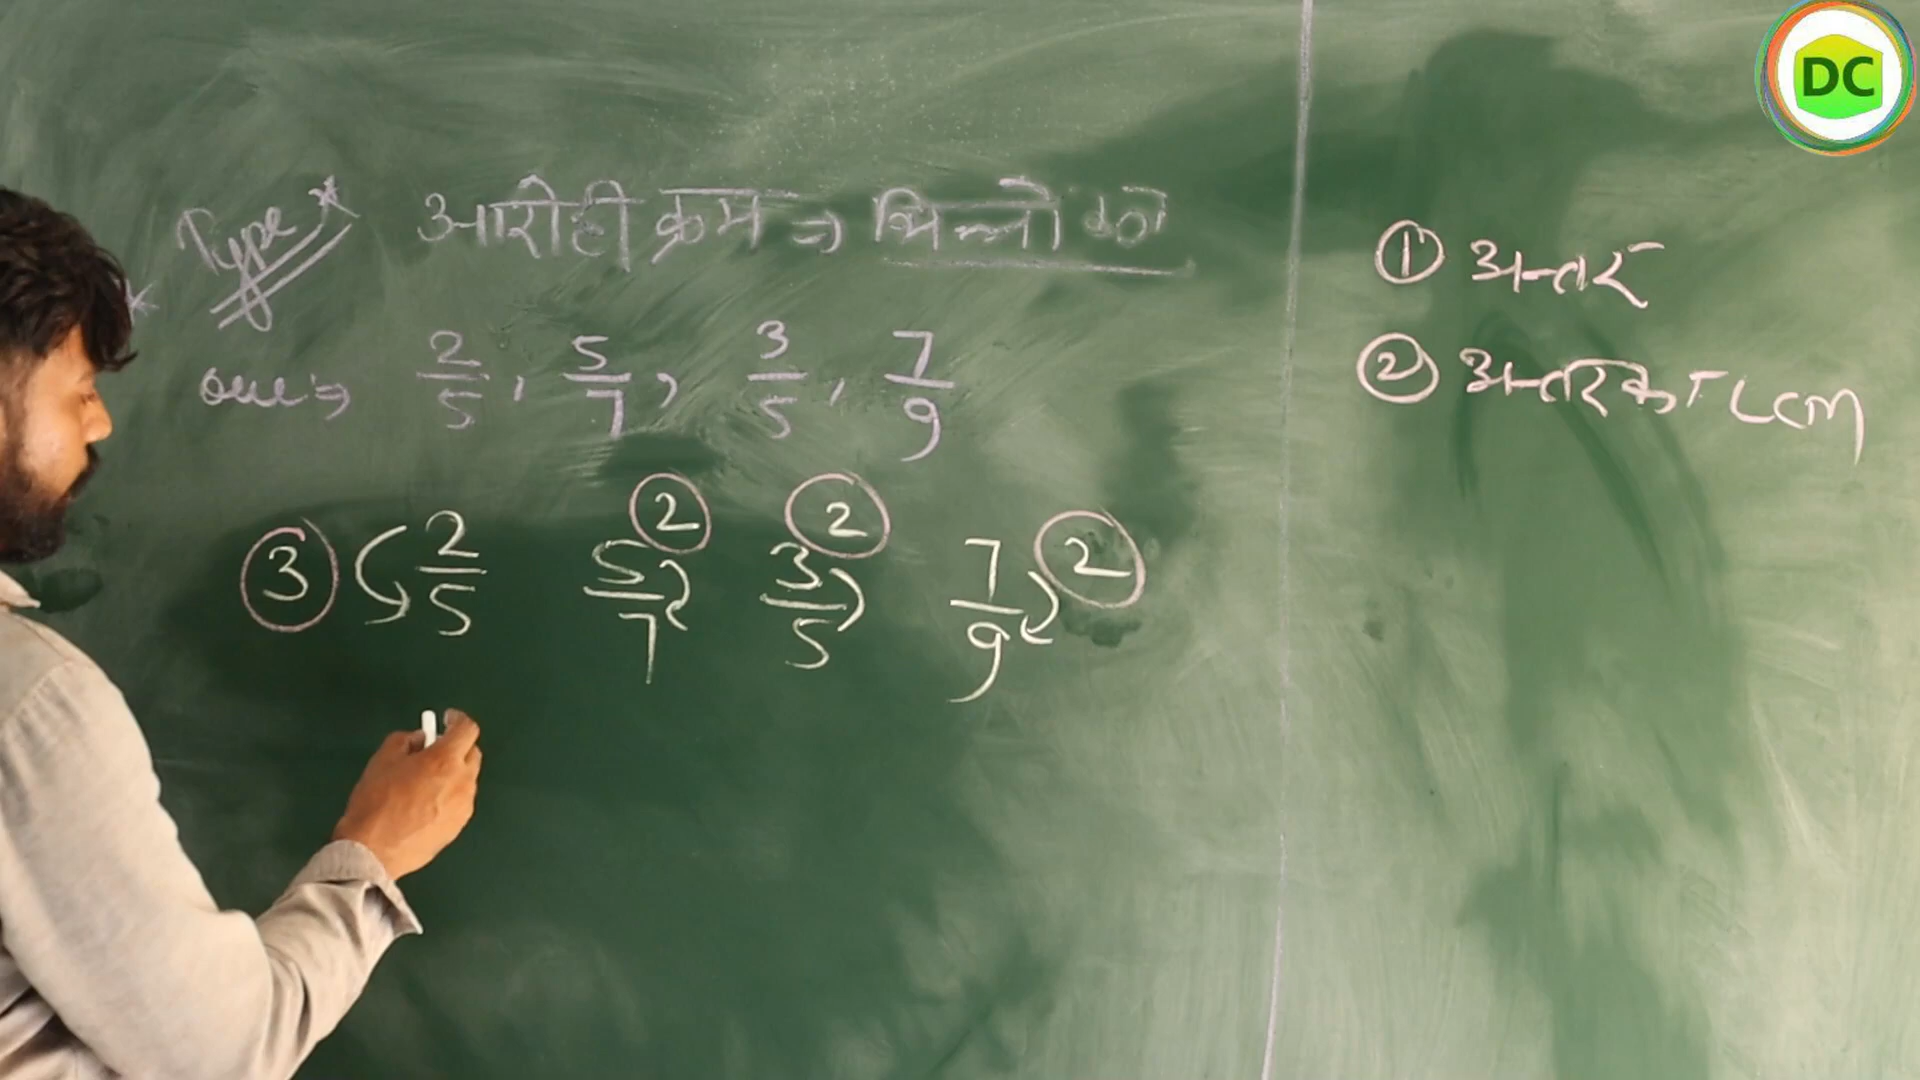 Type * आरोही क्रम ⇒ भिन्नों का
*
Que ⇒ 2/5, 5/7, 3/5, 7/9
③ 2/5 5/7 ② 3/5 ② 7/9 ②
① अन्तर
② अन्तर का LCM
DC